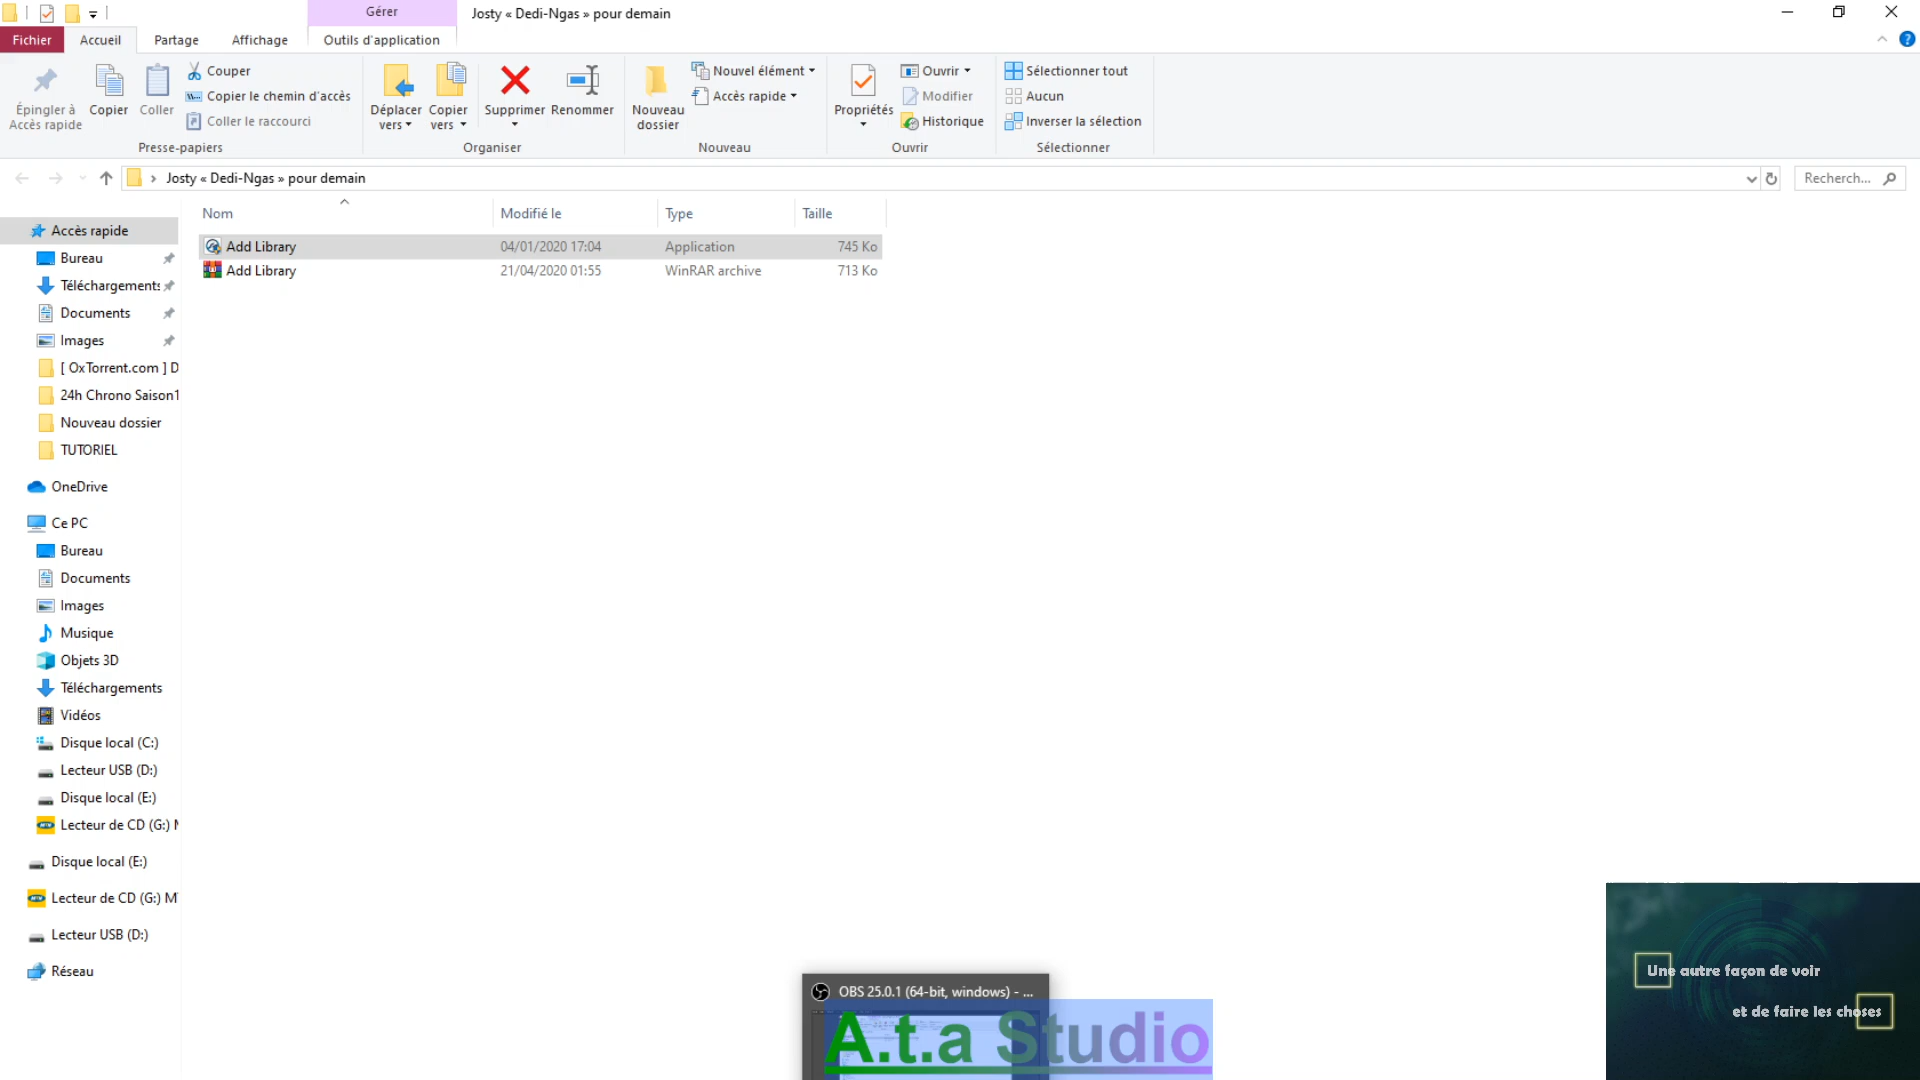 Gérer
Josty « Dedi-Ngas » pour demain
Fichier
Accueil
Partage
Affichage
Outils d'application
Épingler à
Accès rapide
Copier
Coller
Couper
Copier le chemin d'accès
Coller le raccourci
Presse-papiers
Déplacer
vers
Copier
vers
Supprimer
Renommer
Organiser
Nouveau
dossier
Nouvel élément
Accès rapide
Nouveau
Propriétés
Ouvrir
Modifier
Historique
Ouvrir
Sélectionner tout
Aucun
Inverser la sélection
Sélectionner
Josty « Dedi-Ngas » pour demain
Recherch...
Nom
Modifié le
Type
Taille
Add Library 04/01/2020 17:04 Application 745 Ko
Add Library 21/04/2020 01:55 WinRAR archive 713 Ko
Accès rapide
Bureau
Téléchargements
Documents
Images
[ OxTorrent.com ] D
24h Chrono Saison1
Nouveau dossier
TUTORIEL
OneDrive
Ce PC
Bureau
Documents
Images
Musique
Objets 3D
Téléchargements
Vidéos
Disque local (C:)
Lecteur USB (D:)
Disque local (E:)
Lecteur de CD (G:)
Disque local (E:)
Lecteur de CD (G:) M
Lecteur USB (D:)
Réseau
OBS 25.0.1 (64-bit, windows) - ...
A.t.a Studio
Une autre façon de voir
et de faire les choses